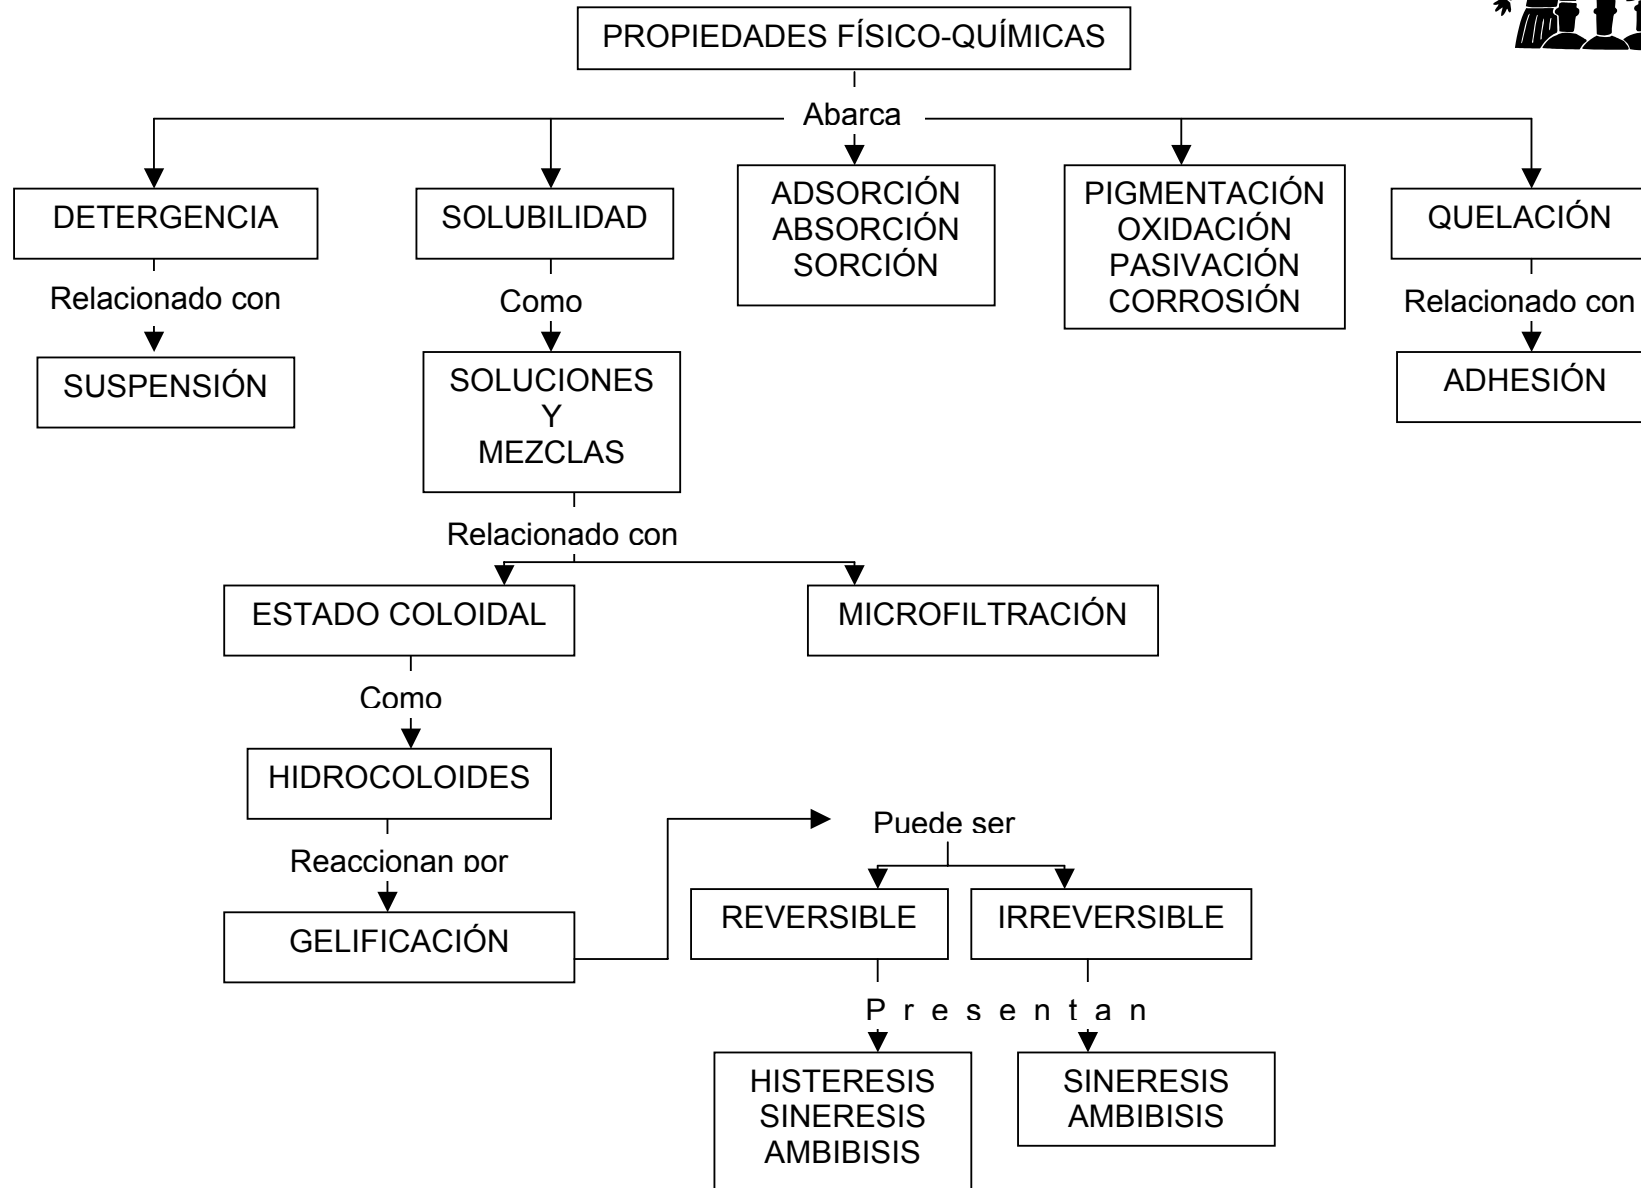 PROPIEDADES FÍSICO-QUÍMICAS
Abarca
DETERGENCIA
SOLUBILIDAD
ADSORCIÓN
ABSORCIÓN
SORCIÓN
PIGMENTACIÓN
OXIDACIÓN
PASIVACIÓN
CORROSIÓN
QUELACIÓN
Relacionado con
Como
Relacionado con
SUSPENSIÓN
SOLUCIONES
Y
MEZCLAS
ADHESIÓN
Relacionado con
ESTADO COLOIDAL
MICROFILTRACIÓN
Como
HIDROCOLOIDES
Reaccionan por
GELIFICACIÓN
Puede ser
REVERSIBLE
IRREVERSIBLE
P r e s e n t a n
HISTERESIS
SINERESIS
AMBIBISIS
SINERESIS
AMBIBISIS